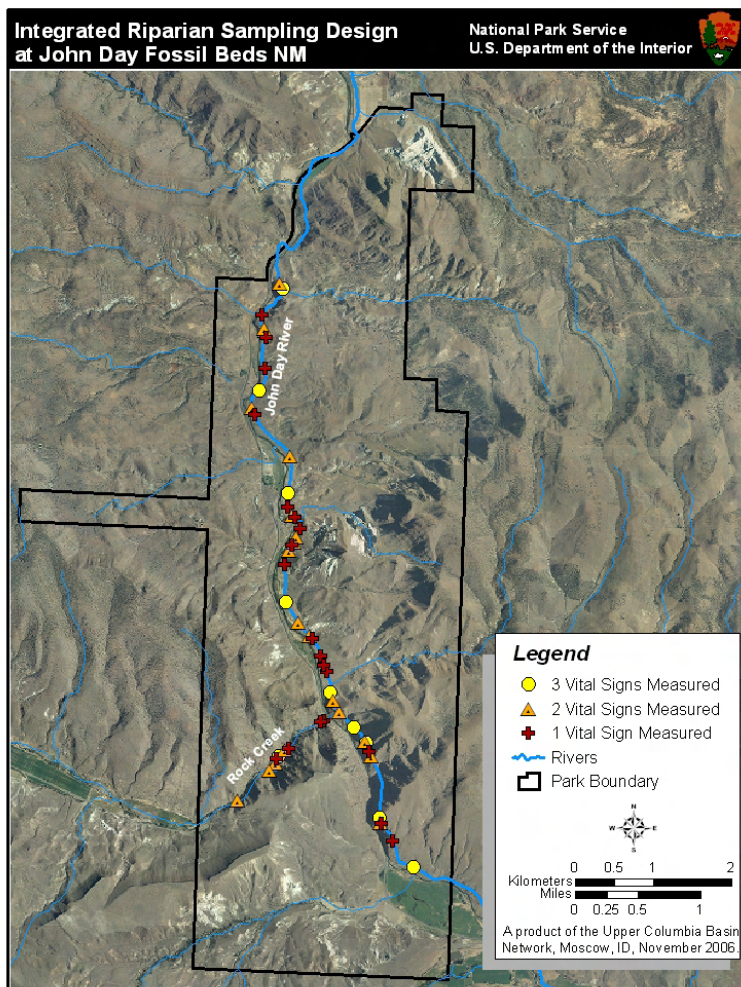 Integrated Riparian Sampling Design
at John Day Fossil Beds NM
National Park Service
U.S. Department of the Interior
John Day River
Rock Creek
Legend
3 Vital Signs Measured
2 Vital Signs Measured
1 Vital Sign Measured
Rivers
Park Boundary
N
W E
S
0 0.5 1 2
Kilometers
Miles
0 0.25 0.5 1
A product of the Upper Columbia Basin
Network, Moscow, ID, November 2006.